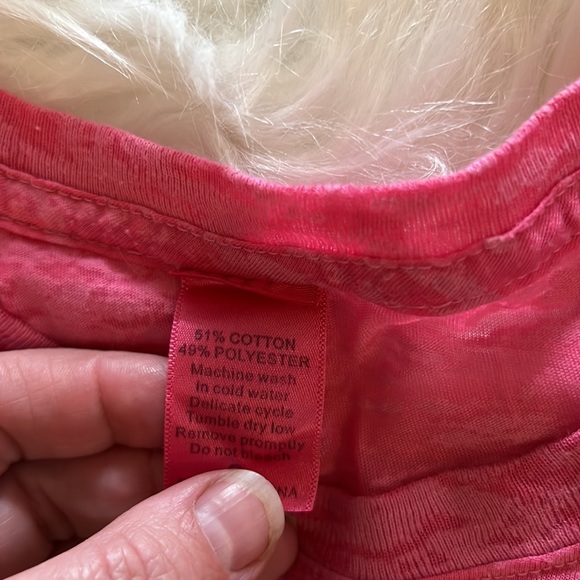 51% COTTON
49% POLYESTER
Machine wash
In cold water
Delicate cycle
Tumble dry low
Remove promptly
Do not bleach